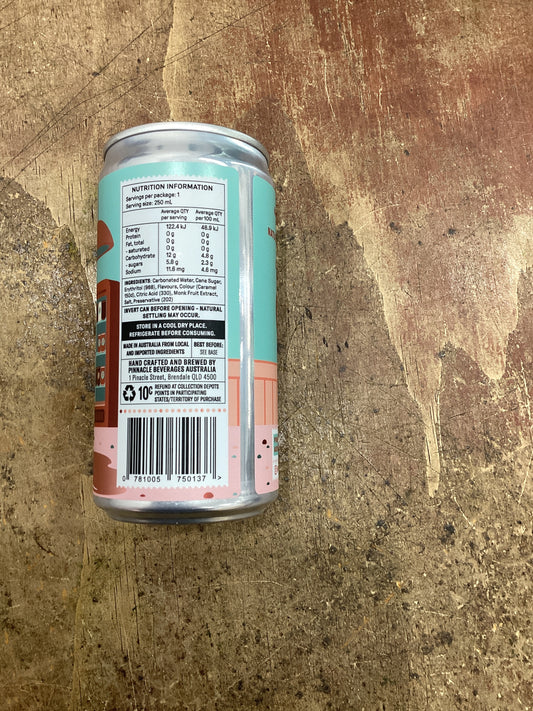 NUTRITION INFORMATION
Servings per package: 1
Serving size: 250 mL
Average QTY per serving Average QTY per 100 mL
Energy 122.4 kJ 48.9 kJ
Protein 0 g 0 g
Fat, total 0 g 0 g
- saturated 0 g 0 g
Carbohydrate 12 g 4.8 g
- sugars 5.8 g 2.3 g
Sodium 11.6 mg 4.6 mg
INGREDIENTS: Carbonated Water, Cane Sugar,
Erythritol (968), Flavours, Colour (Caramel
150d), Citric Acid (330), Monk Fruit Extract,
Salt, Preservative (202)
INVERT CAN BEFORE OPENING - NATURAL
SETTLING MAY OCCUR.
STORE IN A COOL DRY PLACE.
REFRIGERATE BEFORE CONSUMING.
MADE IN AUSTRALIA FROM LOCAL
AND IMPORTED INGREDIENTS
BEST BEFORE:
SEE BASE
HAND CRAFTED AND BREWED BY
PINNACLE BEVERAGES AUSTRALIA
1 Pinacle Street, Brendale QLD 4500
10¢ REFUND AT COLLECTION DEPOTS
POINTS IN PARTICIPATING
STATES/TERRITORY OF PURCHASE
0 781005 750137 >